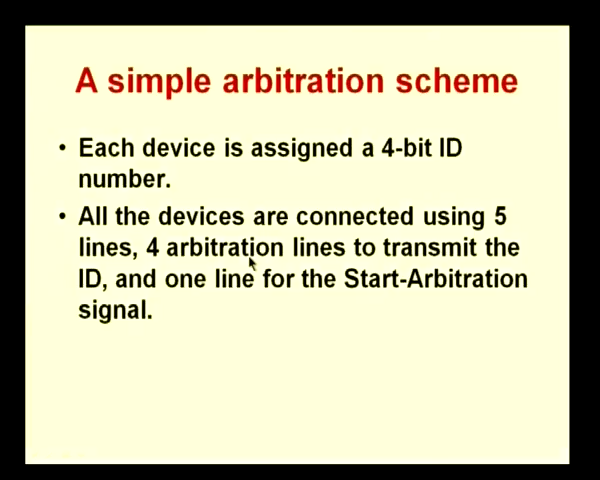 A simple arbitration scheme
• Each device is assigned a 4-bit ID
number.
• All the devices are connected using 5
lines, 4 arbitration lines to transmit the
ID, and one line for the Start-Arbitration
signal.